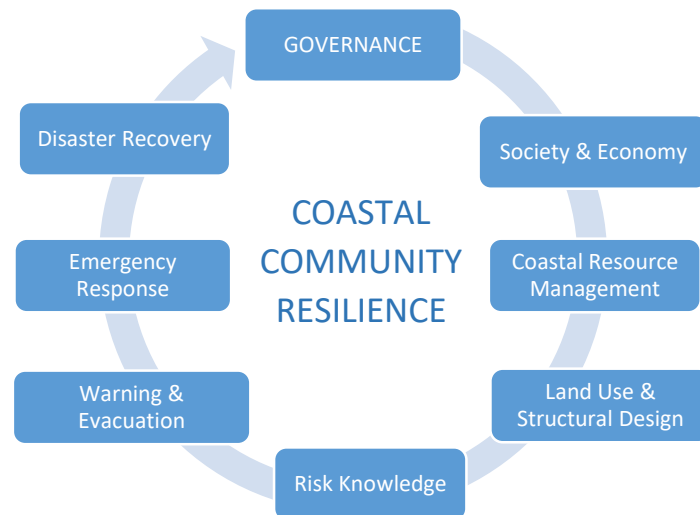 GOVERNANCE
Society & Economy
Coastal Resource
Management
Land Use &
Structural Design
Risk Knowledge
Warning &
Evacuation
Emergency
Response
Disaster Recovery
COASTAL
COMMUNITY
RESILIENCE